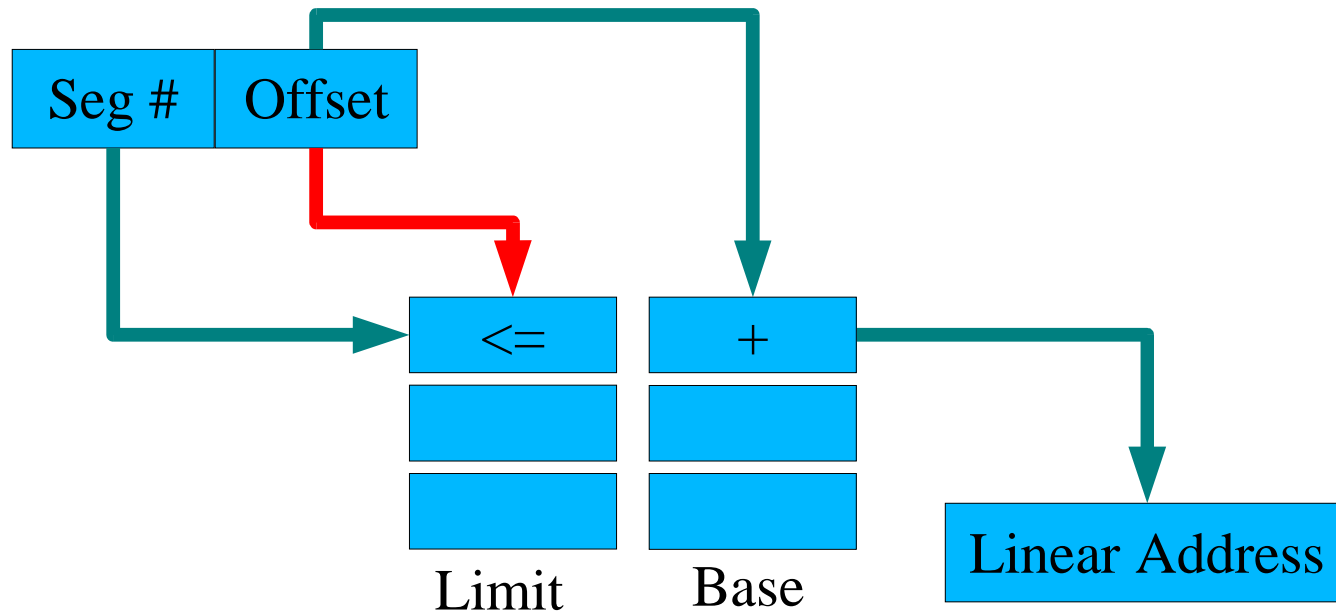 Seg # Offset
<= +
Limit Base
Linear Address